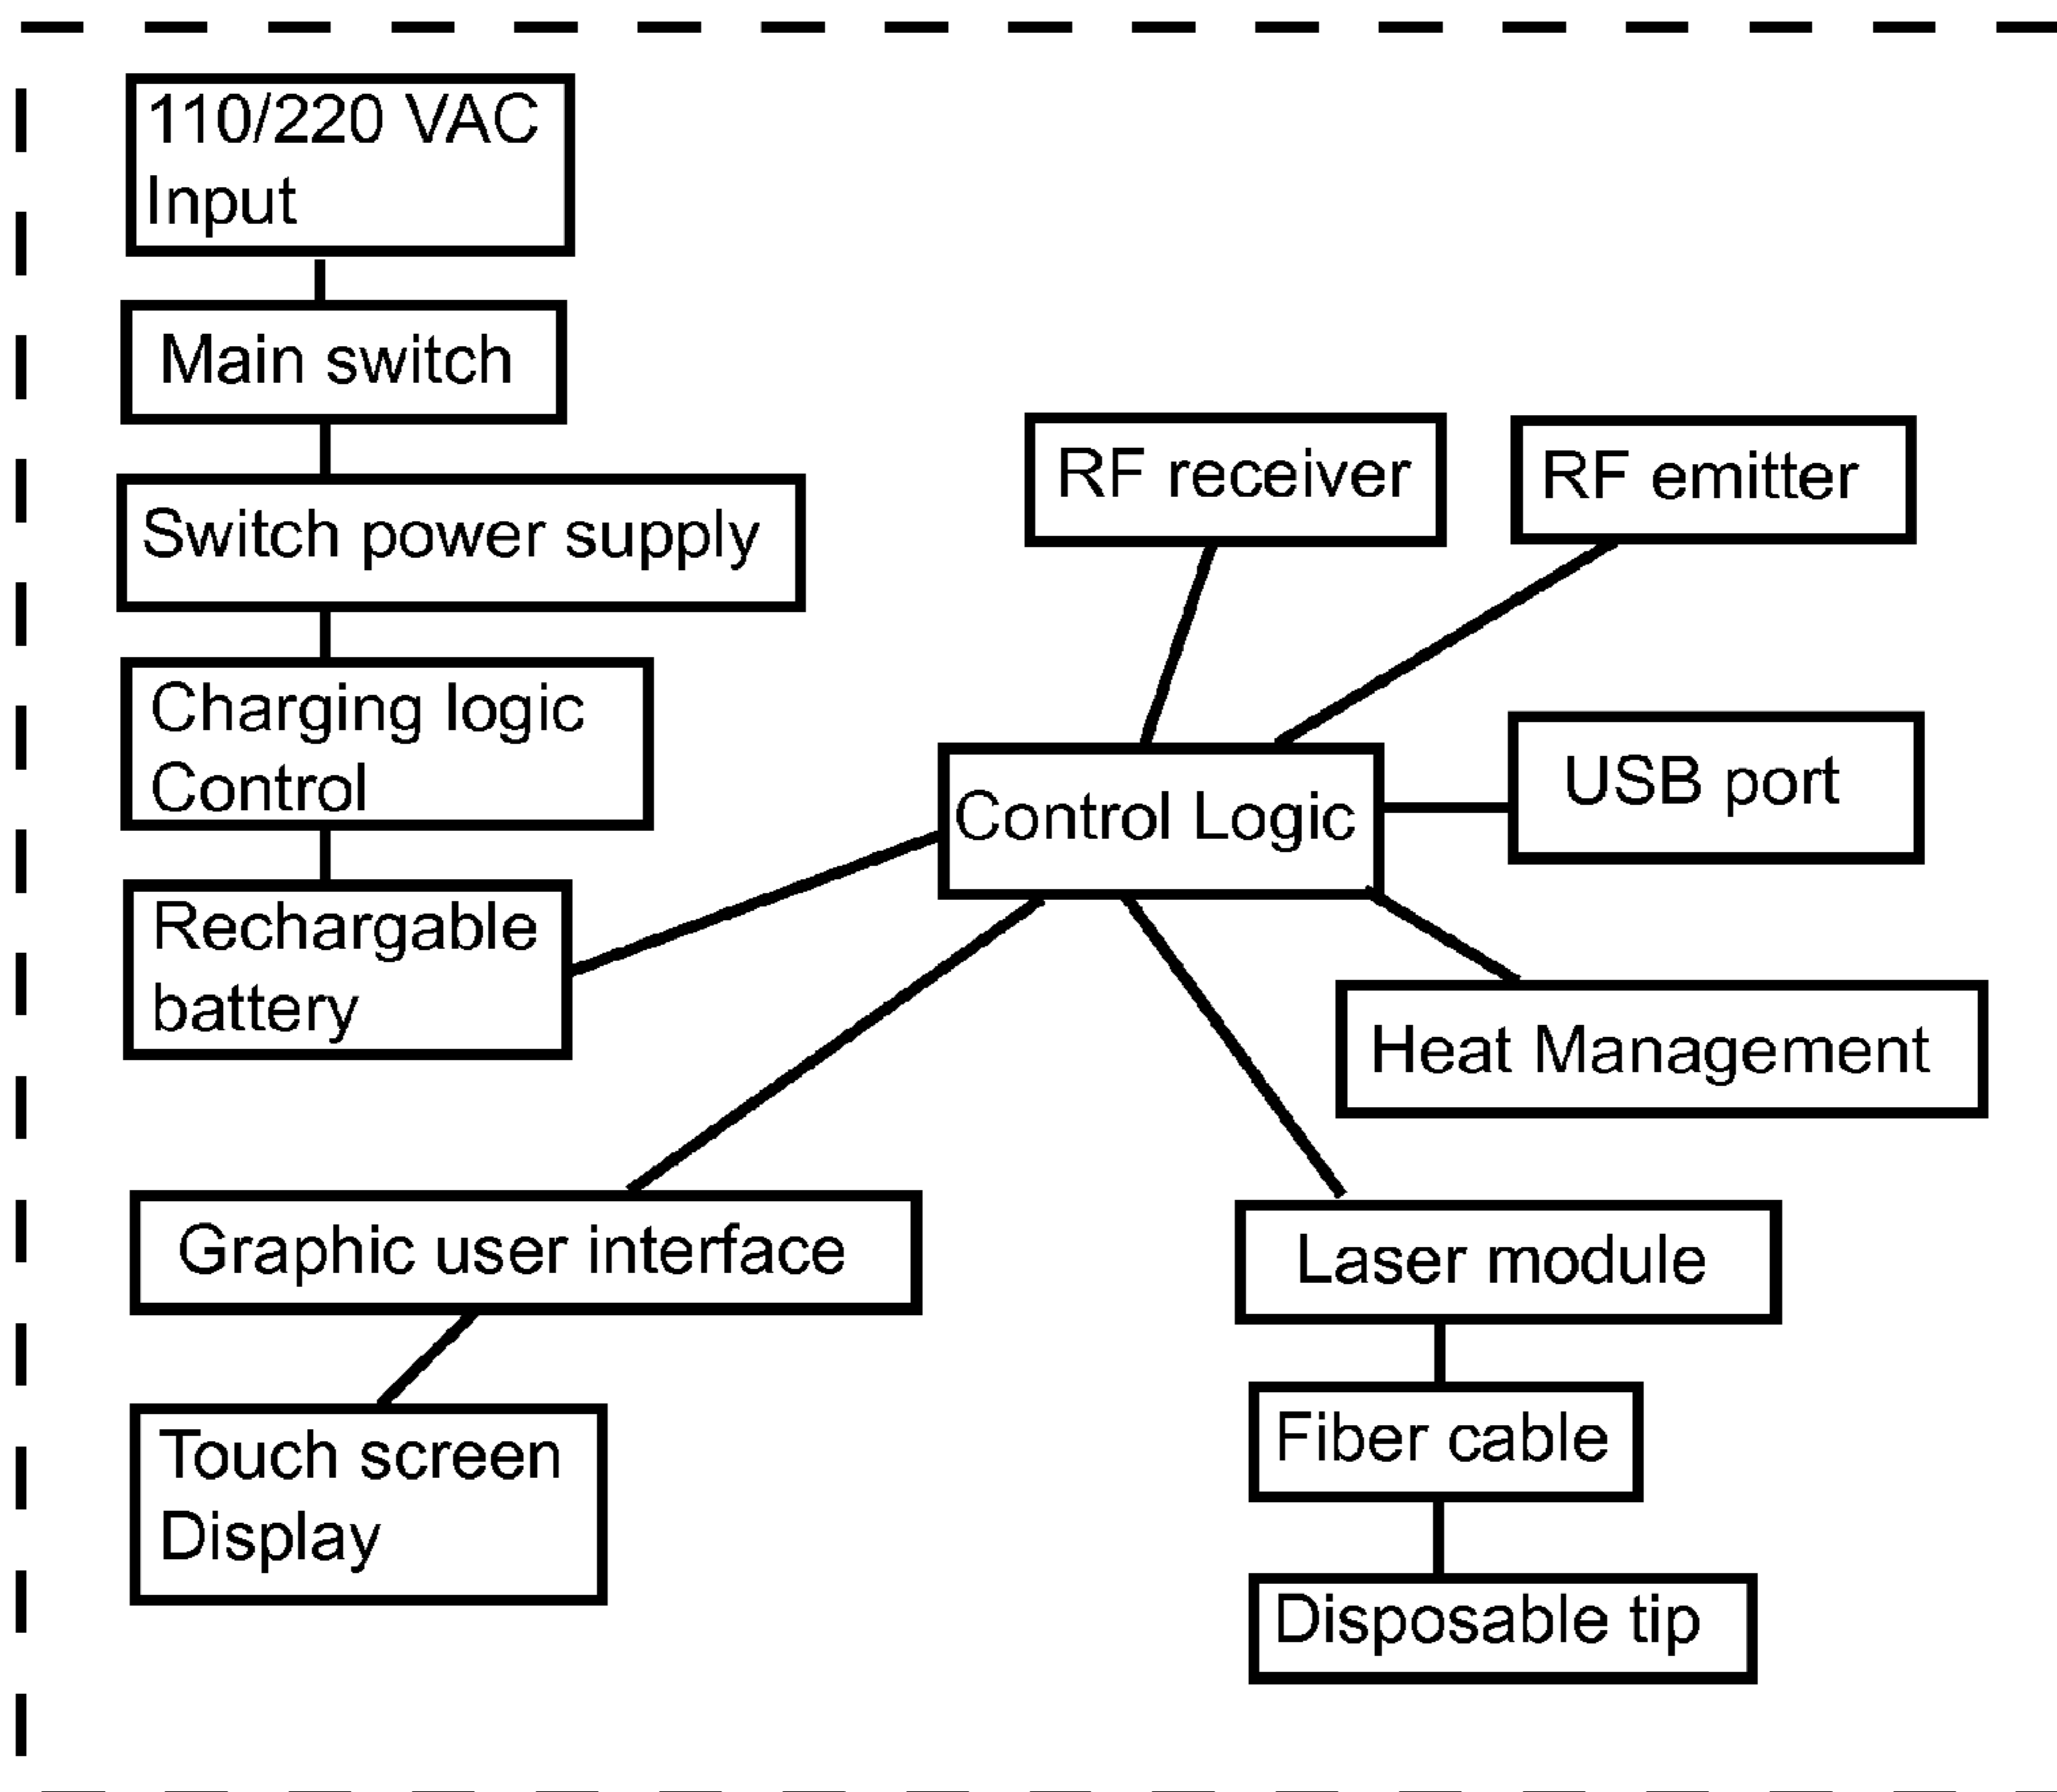 110/220 VAC
Input
Main switch
Switch power supply
Charging logic
Control
Rechargable
battery
RF receiver
RF emitter
USB port
Control Logic
Heat Management
Graphic user interface
Laser module
Touch screen
Display
Fiber cable
Disposable tip